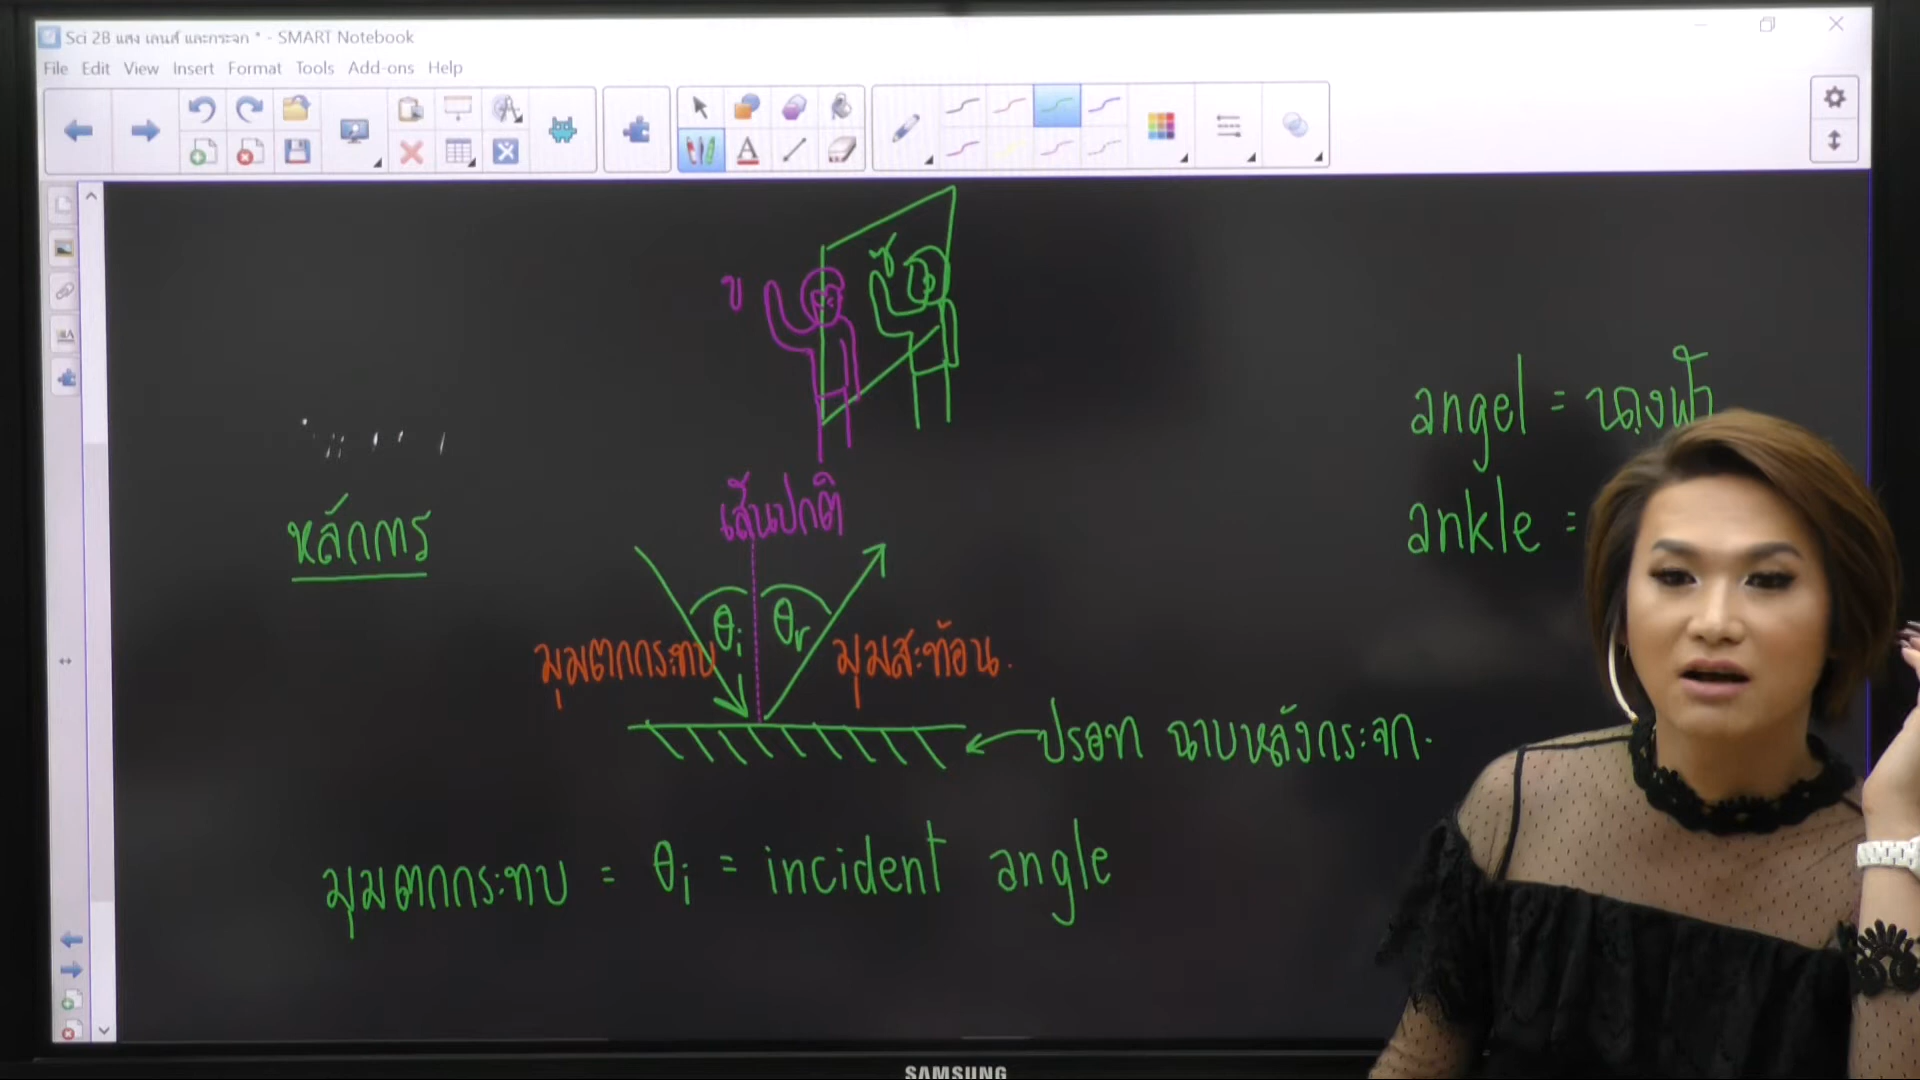 Sci 2B แสง เลนส์ และกระจก * - SMART Notebook
File Edit View Insert Format Tools Add-ons Help
ข ซ
angel = นางฟ้า
ankle =
เส้นปกติ
หลักการ
θi θr
มุมตกกระทบ มุมสะท้อน.
ปรอท ฉาบหลังกระจก.
มุมตกกระทบ = θi = incident angle
SAMSUNG